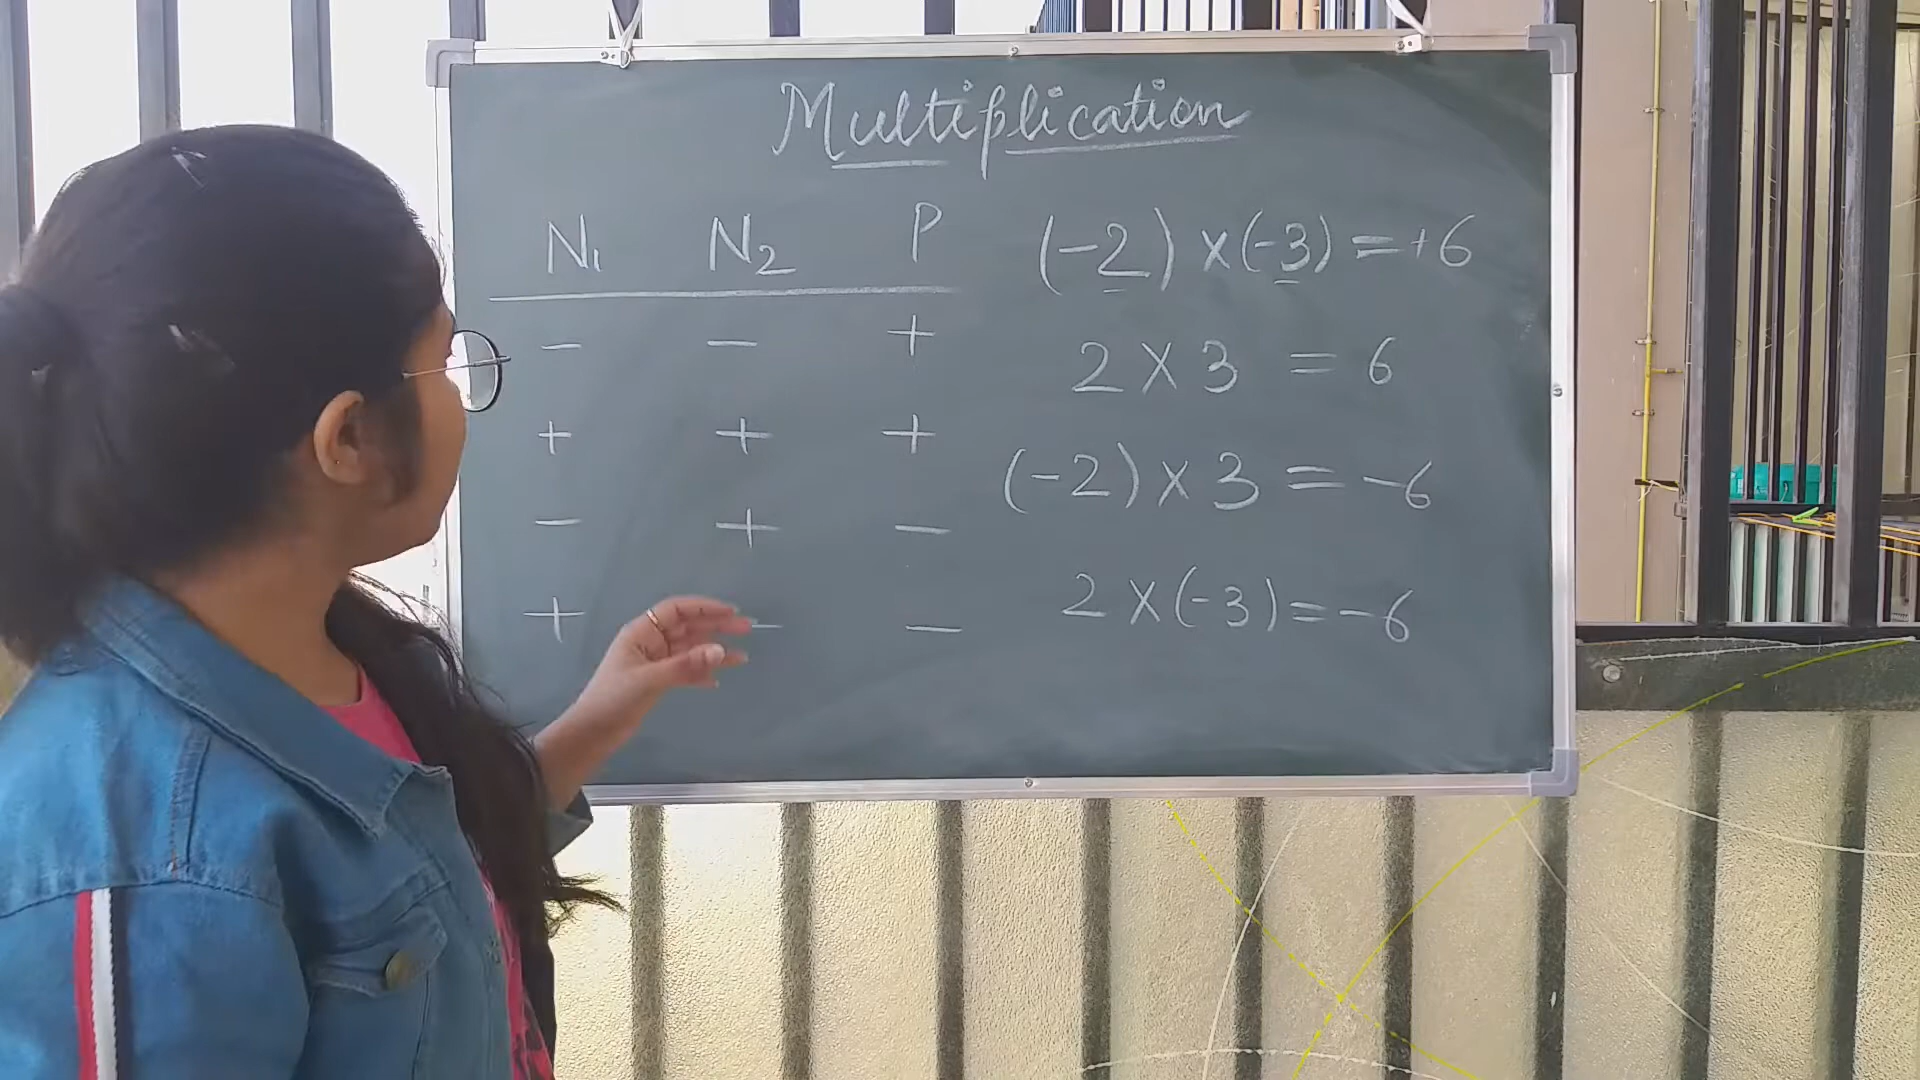 Multiplication
N₁ N₂ P
− − +
+ + +
− + −
+ − −
(-2) × (-3) = +6
2 × 3 = 6
(-2) × 3 = -6
2 × (-3) = -6